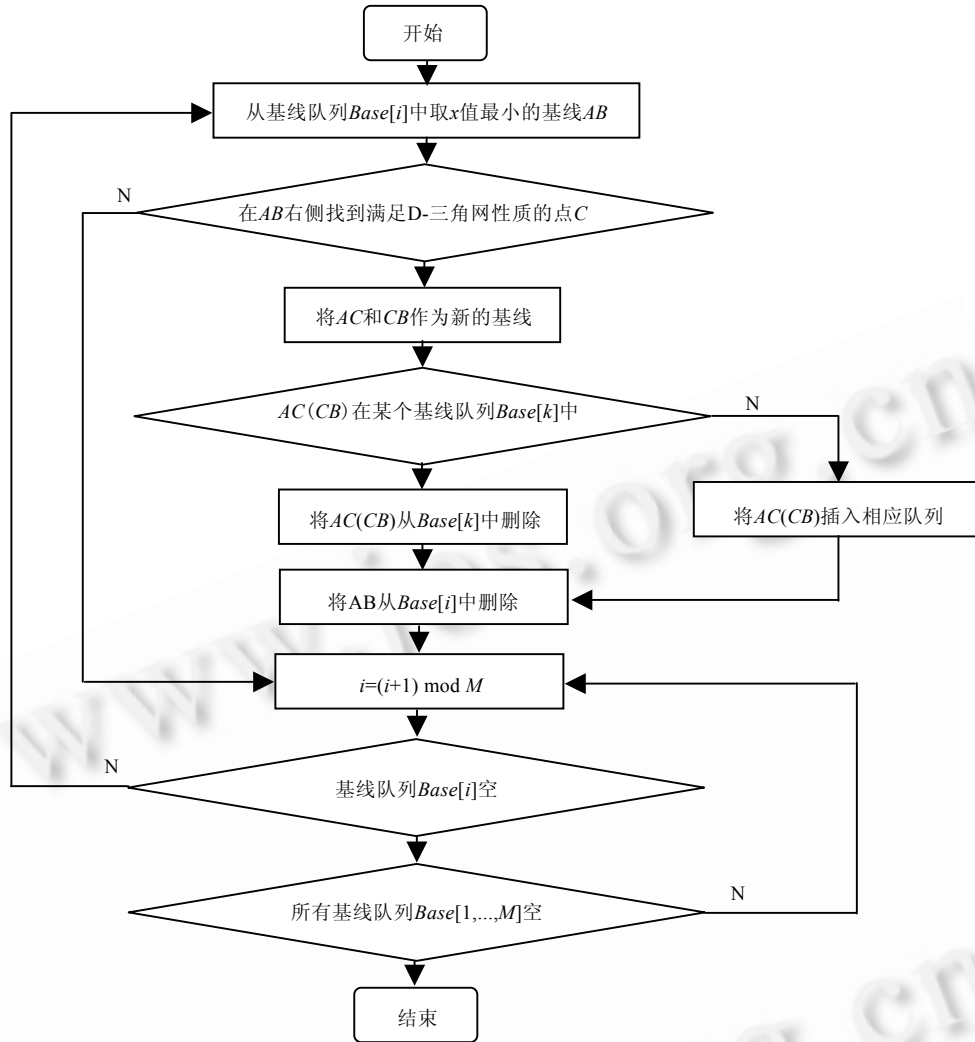 开始
从基线队列Base[i]中取x值最小的基线AB
N
在AB右侧找到满足D-三角网性质的点C
将AC和CB作为新的基线
AC(CB)在某个基线队列Base[k]中
N
将AC(CB)从Base[k]中删除
将AC(CB)插入相应队列
将AB从Base[i]中删除
i=(i+1) mod M
N
基线队列Base[i]空
所有基线队列Base[1,...,M]空
N
结束
www.jos.org.cn